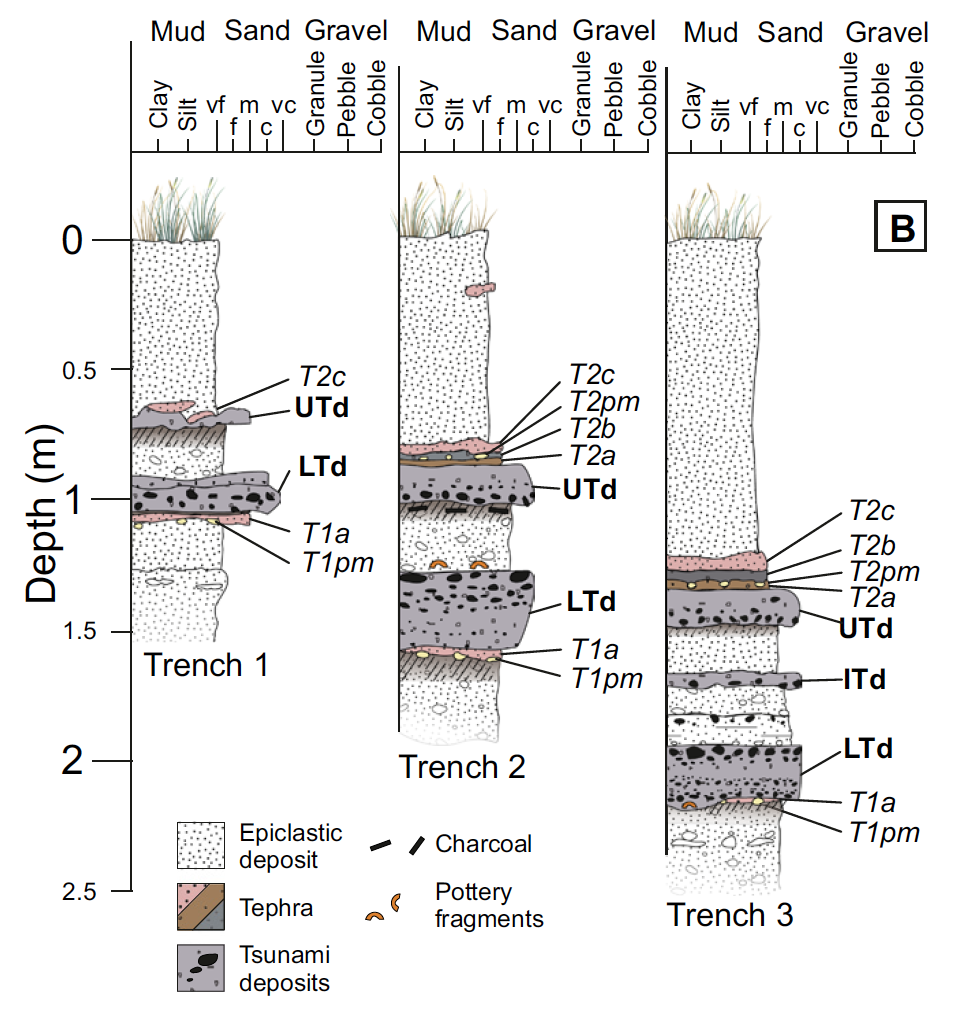 Mud Sand Gravel
Clay Silt vf f m c vc Granule Pebble Cobble
Mud Sand Gravel
Clay Silt vf f m c vc Granule Pebble Cobble
Mud Sand Gravel
Clay Silt vf f m c vc Granule Pebble Cobble
B
Depth (m)
0
0.5
1
1.5
2
2.5
T2c
UTd
LTd
T1a
T1pm
Trench 1
T2c
T2pm
T2b
T2a
UTd
LTd
T1a
T1pm
Trench 2
T2c
T2b
T2pm
T2a
UTd
ITd
LTd
T1a
T1pm
Trench 3
Epiclastic
deposit
Tephra
Tsunami
deposits
Charcoal
Pottery
fragments